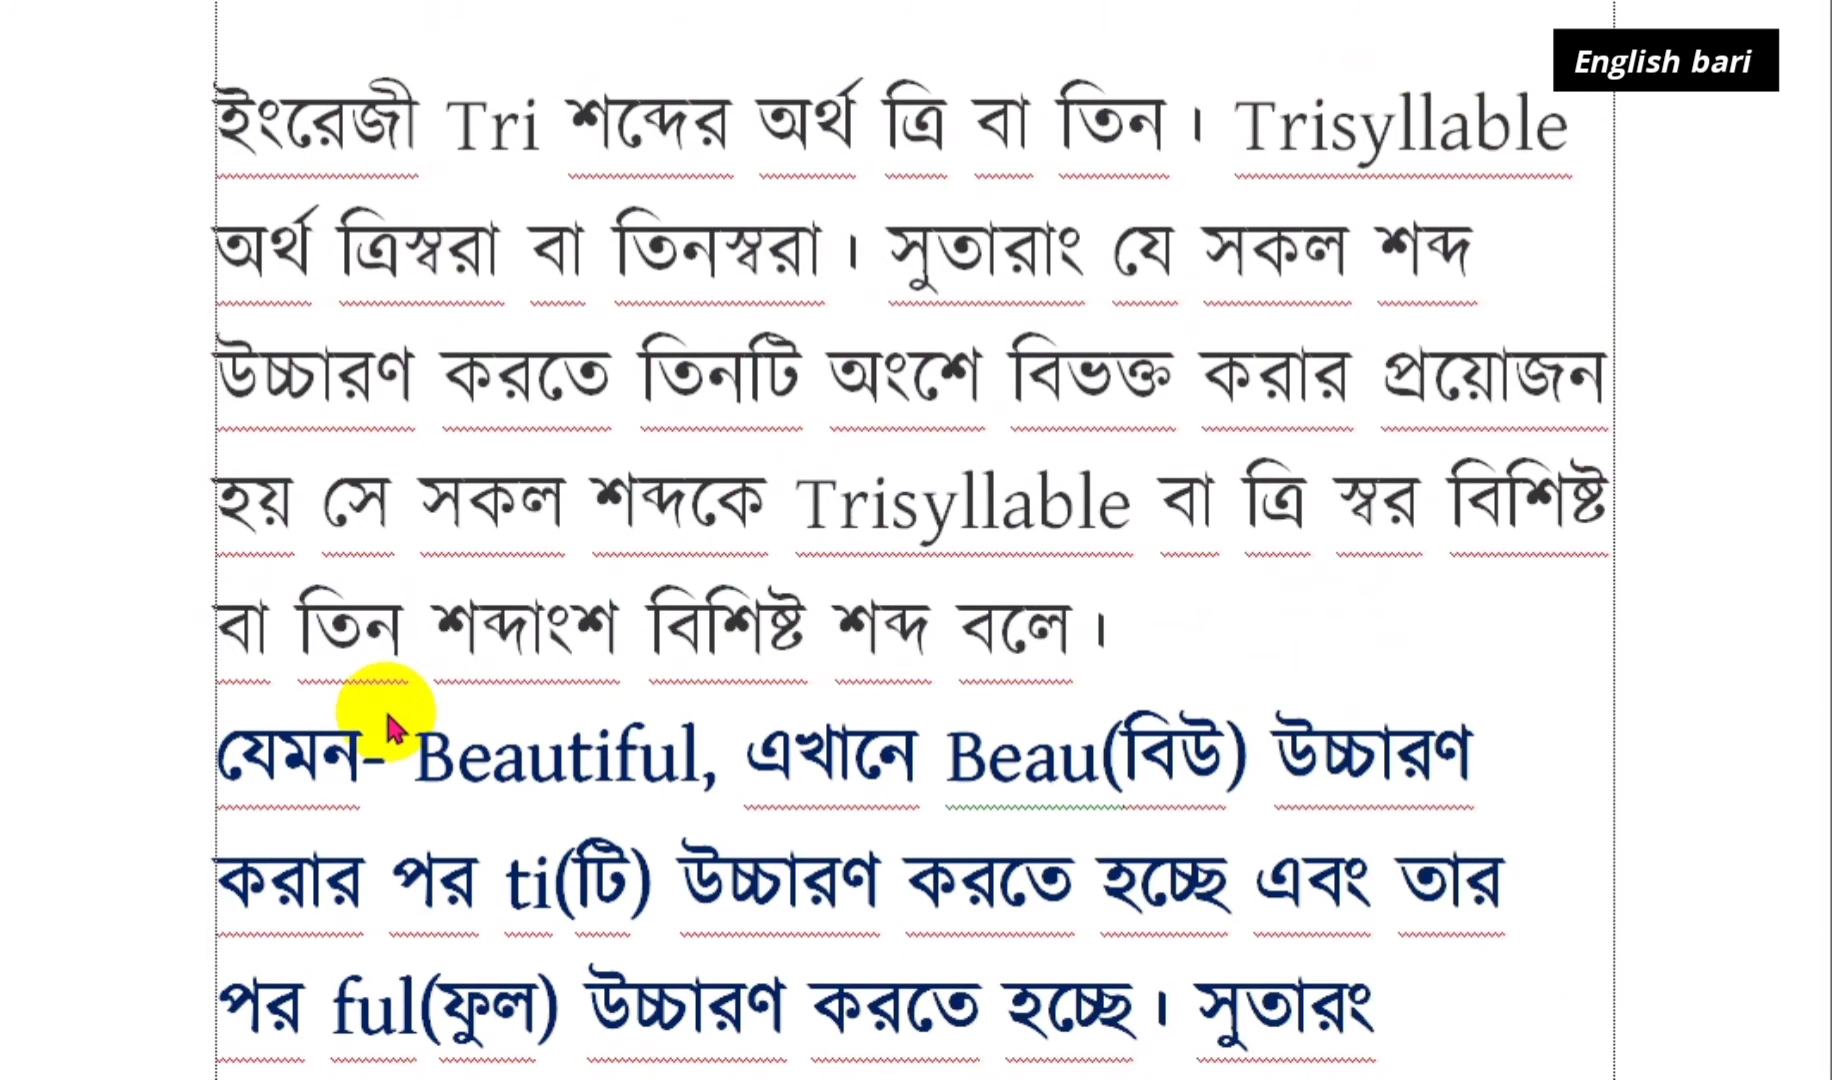 English bari
ইংরেজী Tri শব্দের অর্থ ত্রি বা তিন। Trisyllable
অর্থ ত্রিস্বরা বা তিনস্বরা। সুতারাং যে সকল শব্দ
উচ্চারণ করতে তিনটি অংশে বিভক্ত করার প্রয়োজন
হয় সে সকল শব্দকে Trisyllable বা ত্রি স্বর বিশিষ্ট
বা তিন শব্দাংশ বিশিষ্ট শব্দ বলে।
যেমন- Beautiful, এখানে Beau(বিউ) উচ্চারণ
করার পর ti(টি) উচ্চারণ করতে হচ্ছে এবং তার
পর ful(ফুল) উচ্চারণ করতে হচ্ছে। সুতারং